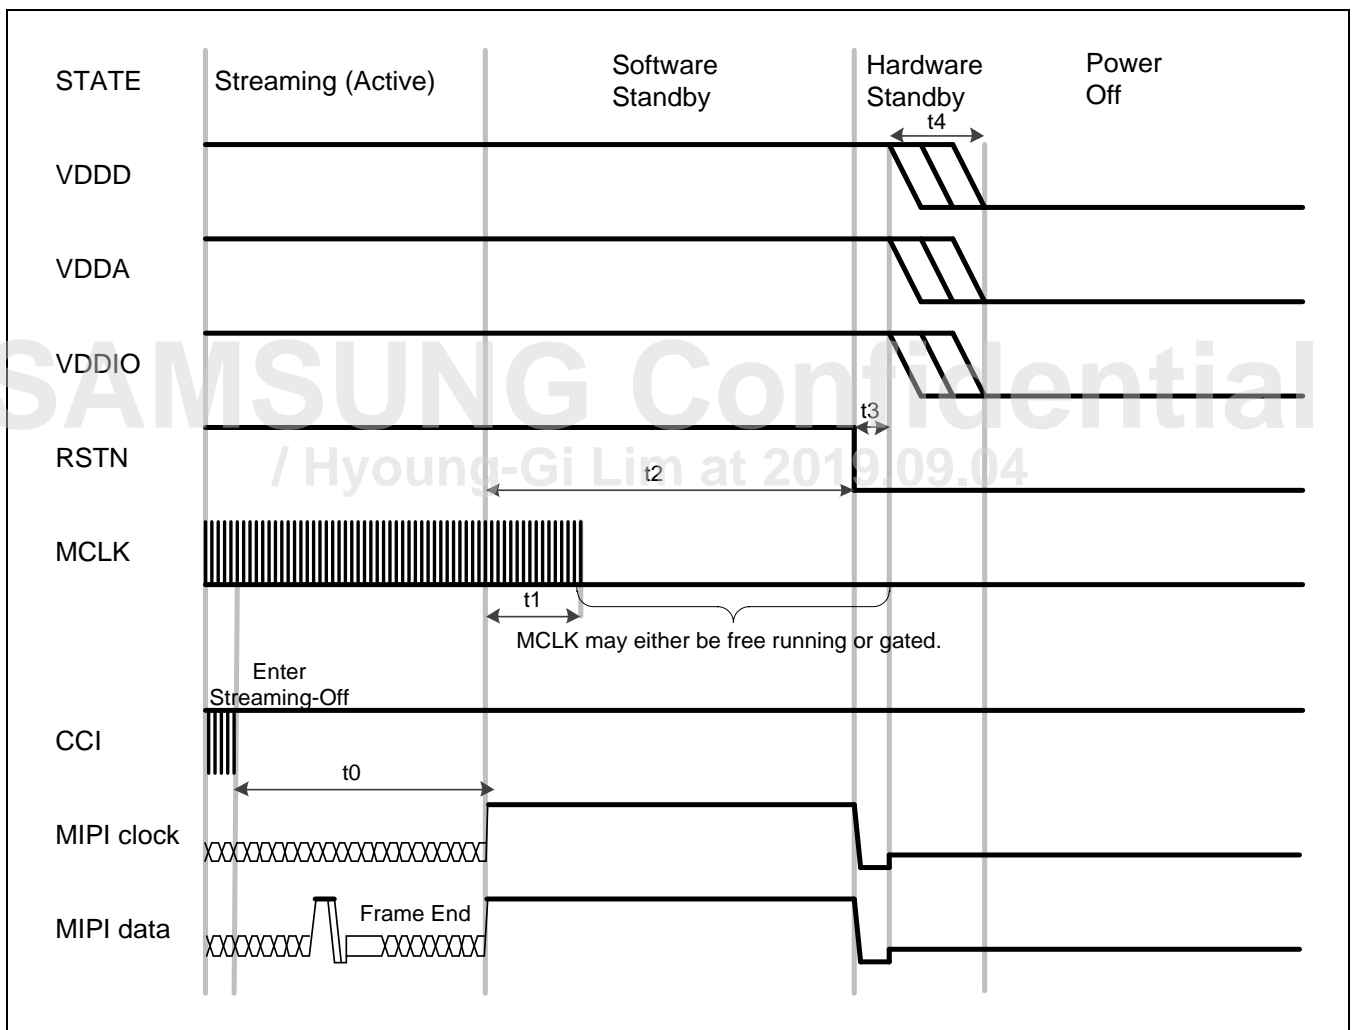 STATE
Streaming (Active)
Software
Standby
Hardware
Standby
Power
Off
t4
VDDD
VDDA
VDDIO
SAMSUNG Confidential
t3
RSTN
/ Hyoung-Gi Lim at 2019.09.04
t2
MCLK
t1
MCLK may either be free running or gated.
Enter
Streaming-Off
CCI
t0
MIPI clock
Frame End
MIPI data